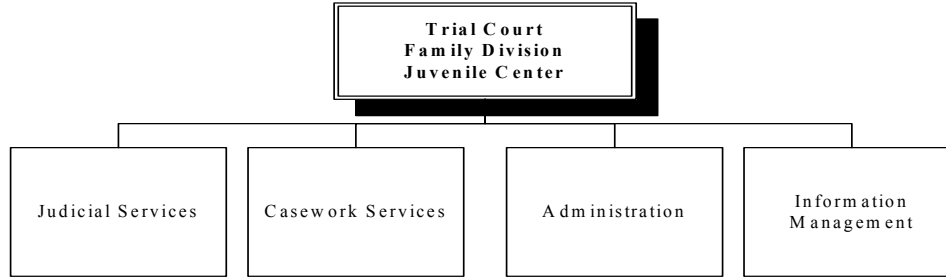 Trial Court
Family Division
Juvenile Center
Judicial Services
Casework Services
Administration
Information
Management